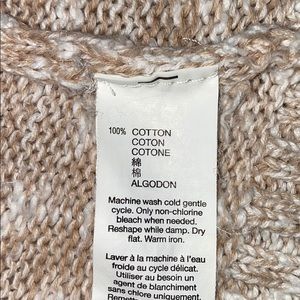 100% COTTON
COTON
COTONE
綿
棉
ALGODON
Machine wash cold gentle
cycle. Only non-chlorine
bleach when needed.
Reshape while damp. Dry
flat. Warm iron.
Laver à la machine à l'eau
froide au cycle délicat.
Utiliser au besoin un
agent de blanchiment
sans chlore uniquement.